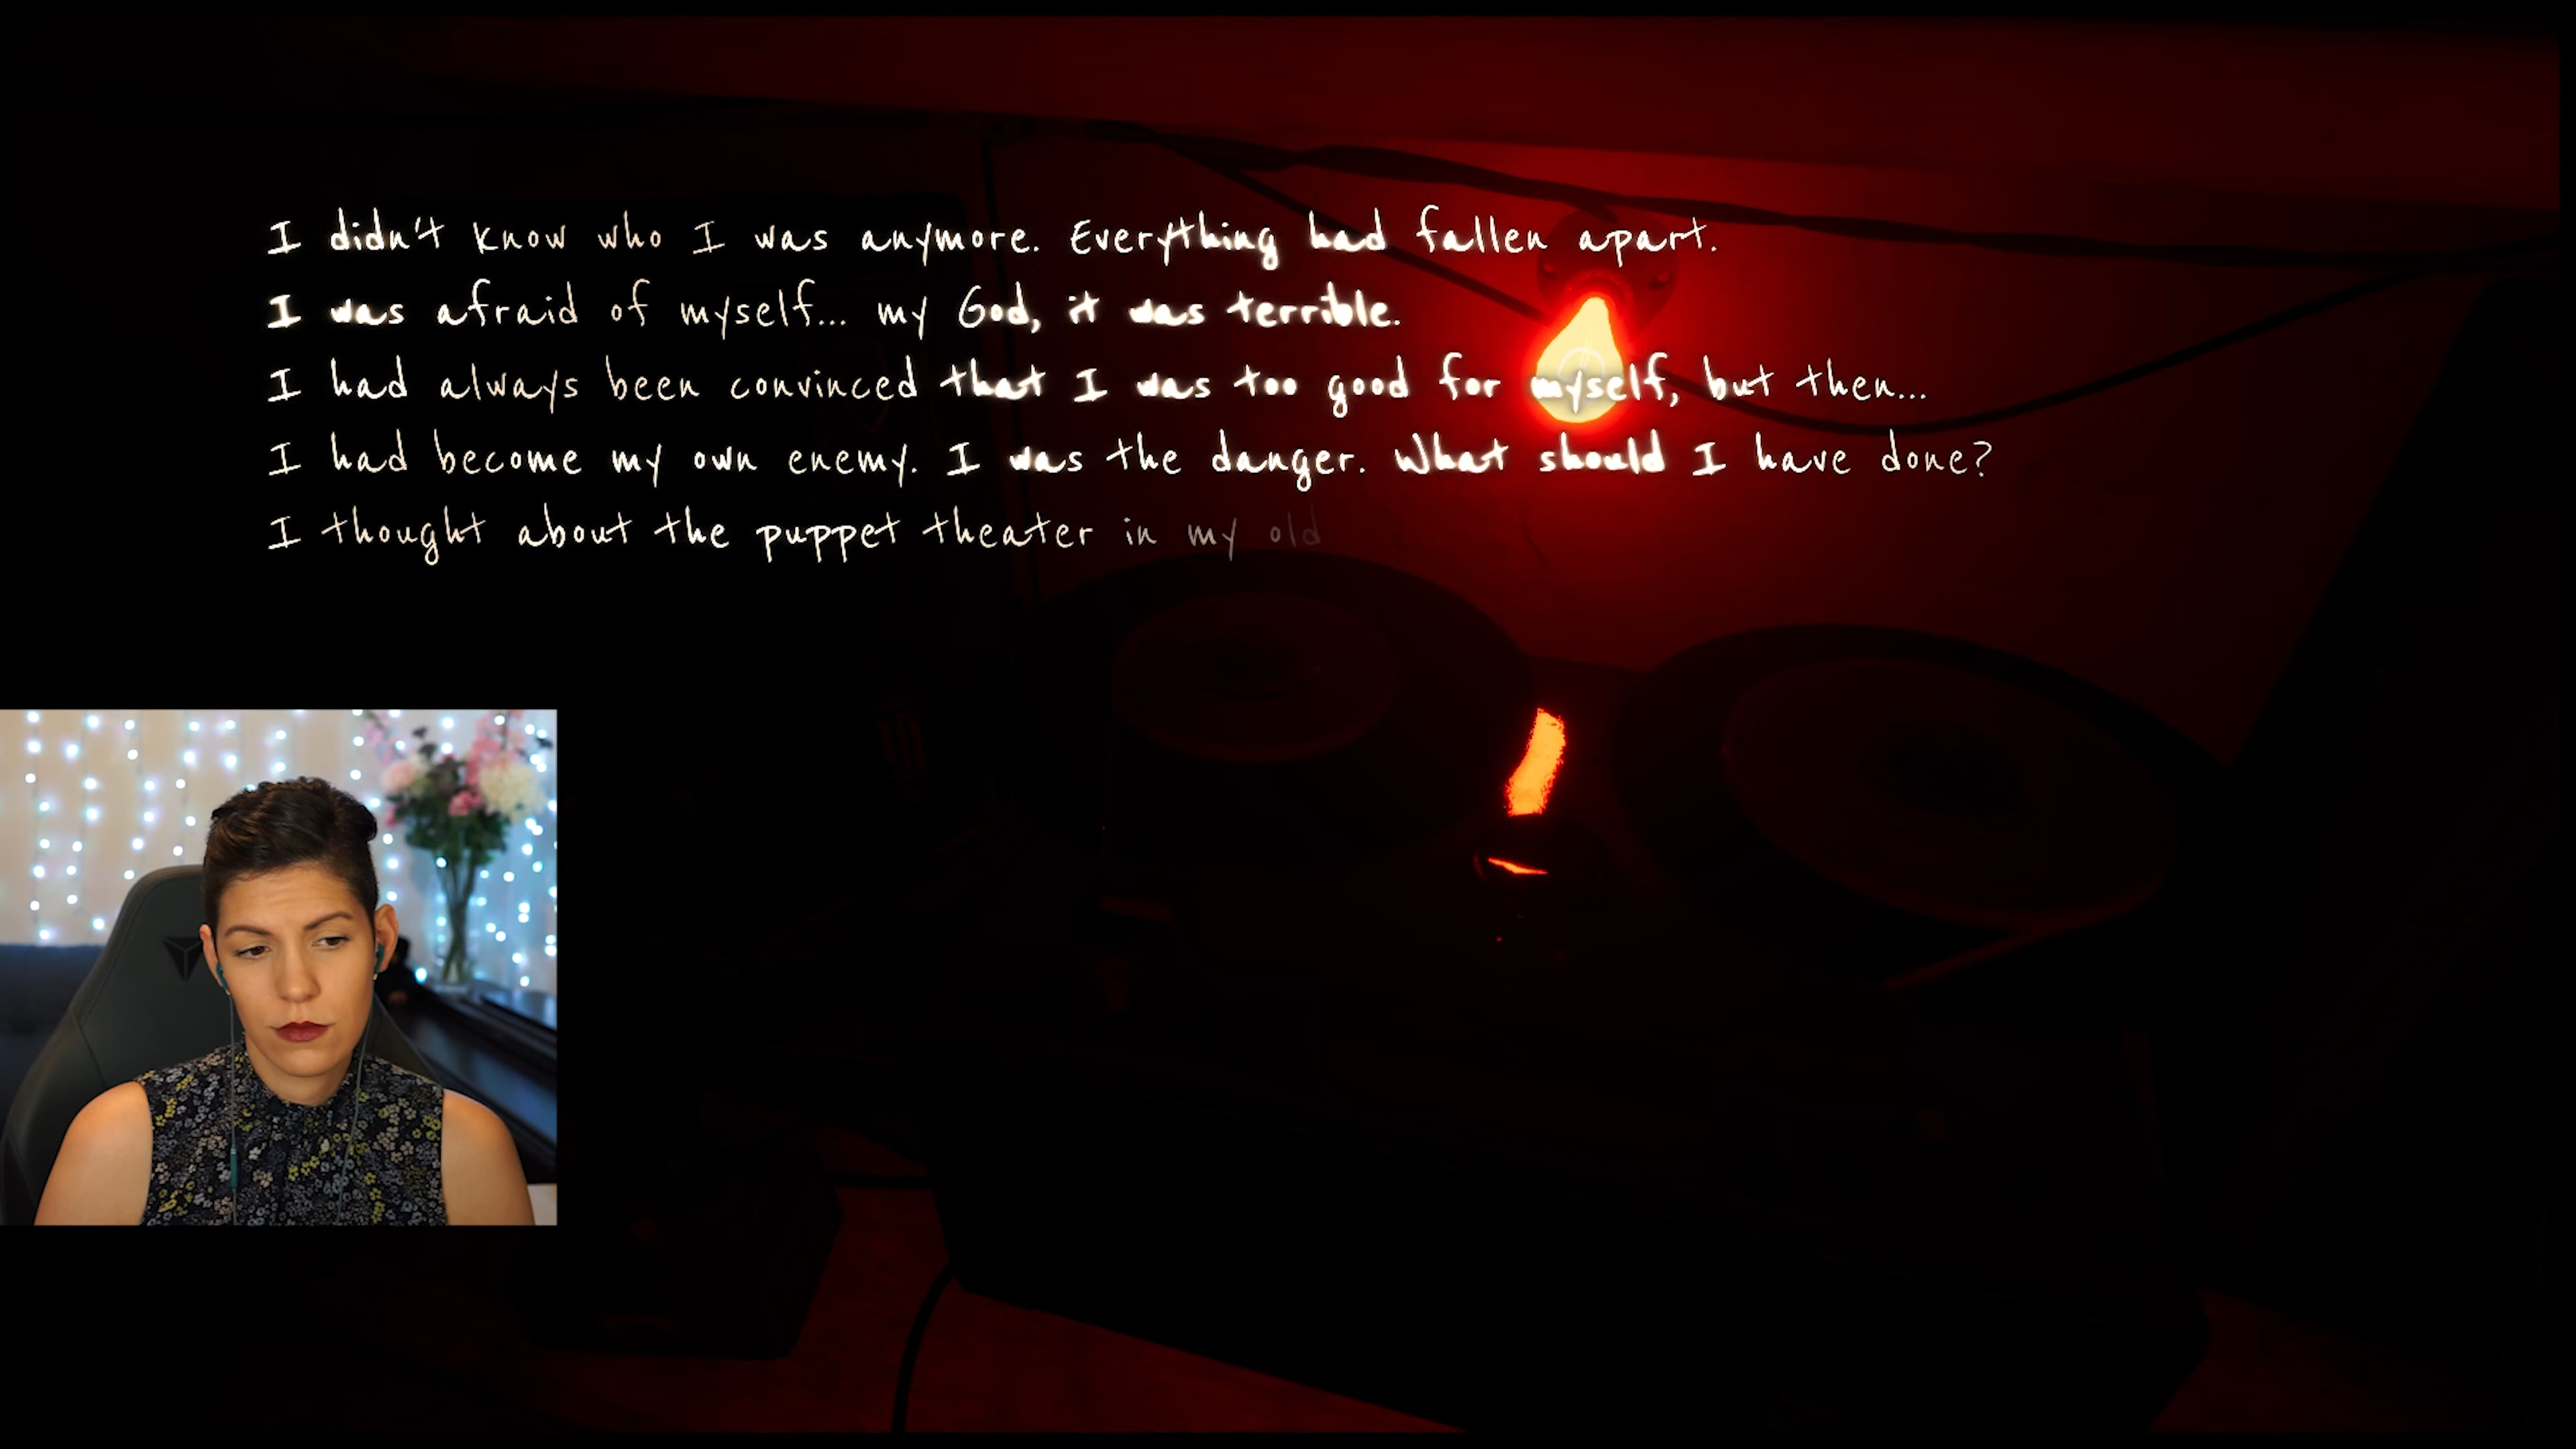 I didn't know who I was anymore. Everything had fallen apart.
I was afraid of myself... my God, it was terrible.
I had always been convinced that I was too good for myself, but then...
I had become my own enemy. I was the danger. What should I have done?
I thought about the puppet theater in my old